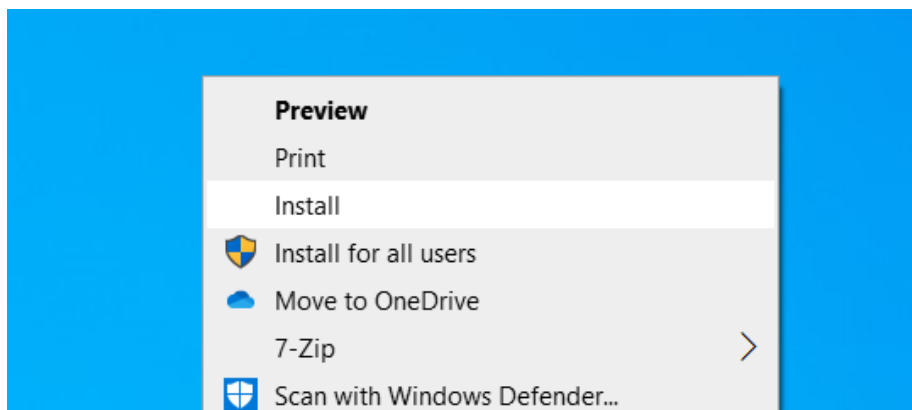 Preview
Print
Install
Install for all users
Move to OneDrive
7-Zip
Scan with Windows Defender...